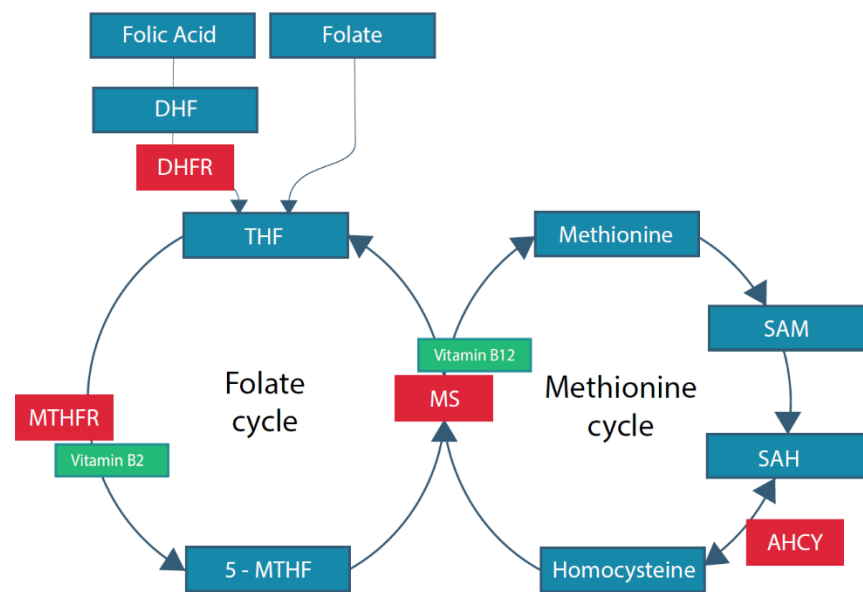 Folic Acid
Folate
DHF
DHFR
THF
Methionine
SAM
Vitamin B12
MS
Folate
cycle
Methionine
cycle
MTHFR
Vitamin B2
SAH
AHCY
5 - MTHF
Homocysteine